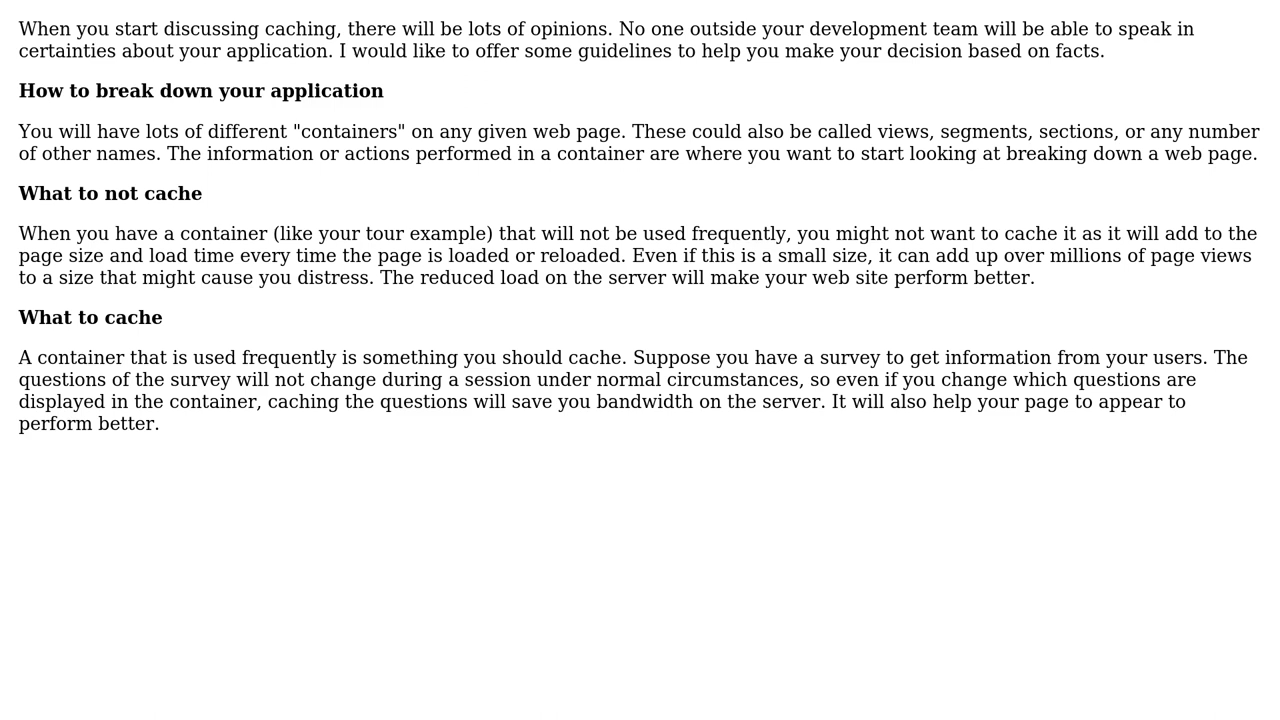 When you start discussing caching, there will be lots of opinions. No one outside your development team will be able to speak in
certainties about your application. I would like to offer some guidelines to help you make your decision based on facts.
How to break down your application
You will have lots of different "containers" on any given web page. These could also be called views, segments, sections, or any number
of other names. The information or actions performed in a container are where you want to start looking at breaking down a web page.
What to not cache
When you have a container (like your tour example) that will not be used frequently, you might not want to cache it as it will add to the
page size and load time every time the page is loaded or reloaded. Even if this is a small size, it can add up over millions of page views
to a size that might cause you distress. The reduced load on the server will make your web site perform better.
What to cache
A container that is used frequently is something you should cache. Suppose you have a survey to get information from your users. The
questions of the survey will not change during a session under normal circumstances, so even if you change which questions are
displayed in the container, caching the questions will save you bandwidth on the server. It will also help your page to appear to
perform better.